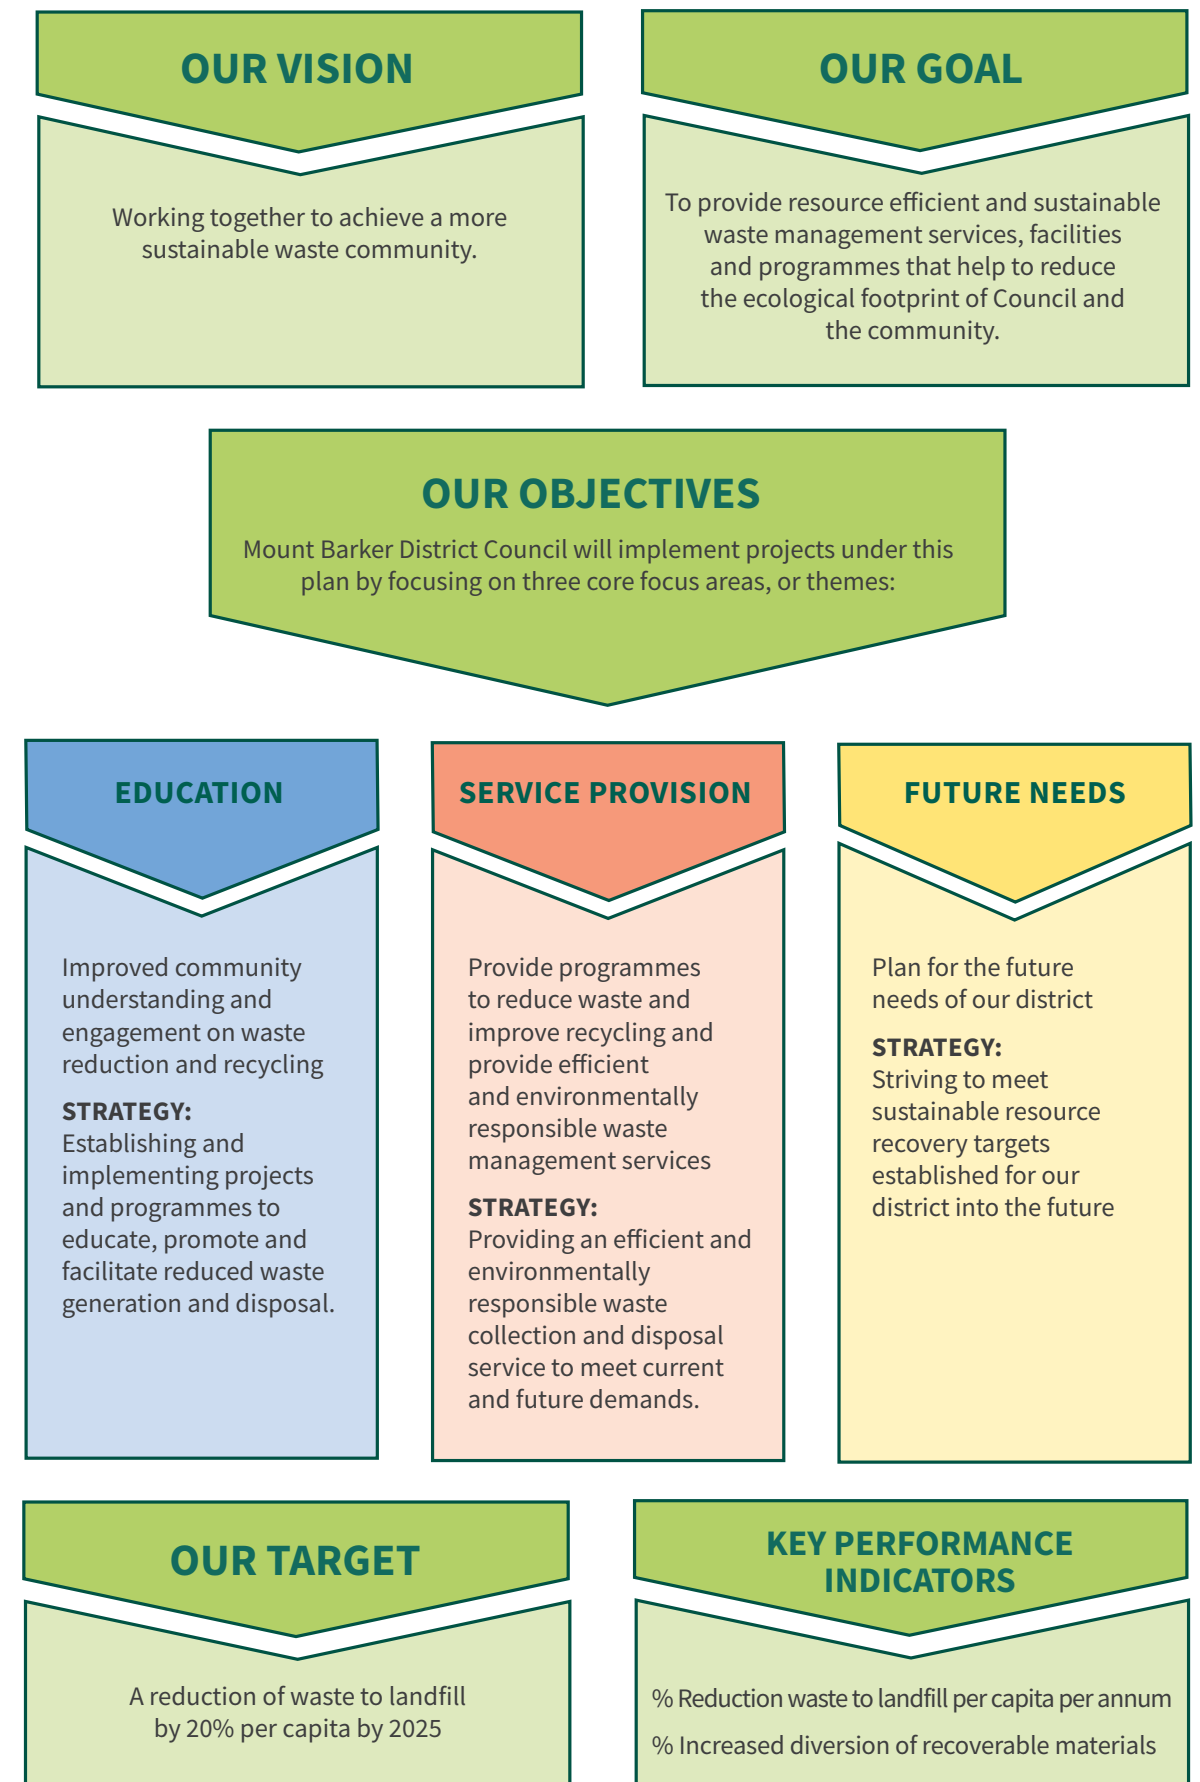 OUR VISION
Working together to achieve a more
sustainable waste community.
OUR GOAL
To provide resource efficient and sustainable
waste management services, facilities
and programmes that help to reduce
the ecological footprint of Council and
the community.
OUR OBJECTIVES
Mount Barker District Council will implement projects under this
plan by focusing on three core focus areas, or themes:
EDUCATION
Improved community
understanding and
engagement on waste
reduction and recycling
STRATEGY:
Establishing and
implementing projects
and programmes to
educate, promote and
facilitate reduced waste
generation and disposal.
SERVICE PROVISION
Provide programmes
to reduce waste and
improve recycling and
provide efficient
and environmentally
responsible waste
management services
STRATEGY:
Providing an efficient and
environmentally
responsible waste
collection and disposal
service to meet current
and future demands.
FUTURE NEEDS
Plan for the future
needs of our district
STRATEGY:
Striving to meet
sustainable resource
recovery targets
established for our
district into the future
OUR TARGET
A reduction of waste to landfill
by 20% per capita by 2025
KEY PERFORMANCE
INDICATORS
% Reduction waste to landfill per capita per annum
% Increased diversion of recoverable materials